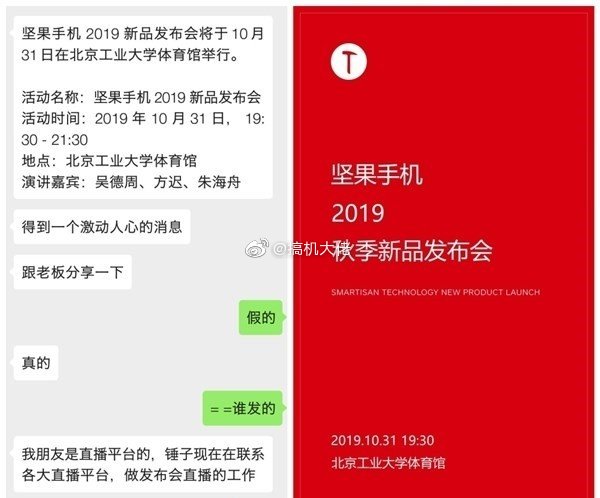 坚果手机 2019 新品发布会将于 10 月
31 日在北京工业大学体育馆举行。
活动名称：坚果手机 2019 新品发布会
活动时间：2019 年 10 月 31 日， 19:
30 - 21:30
地点：北京工业大学体育馆
演讲嘉宾：吴德周、方迟、朱海舟
得到一个激动人心的消息
跟老板分享一下
假的
真的
= =谁发的
我朋友是直播平台的，锤子现在在联系
各大直播平台，做发布会直播的工作
@搞机大
坚果手机
2019
秋季新品发布会
SMARTISAN TECHNOLOGY NEW PRODUCT LAUNCH
2019.10.31 19:30
北京工业大学体育馆